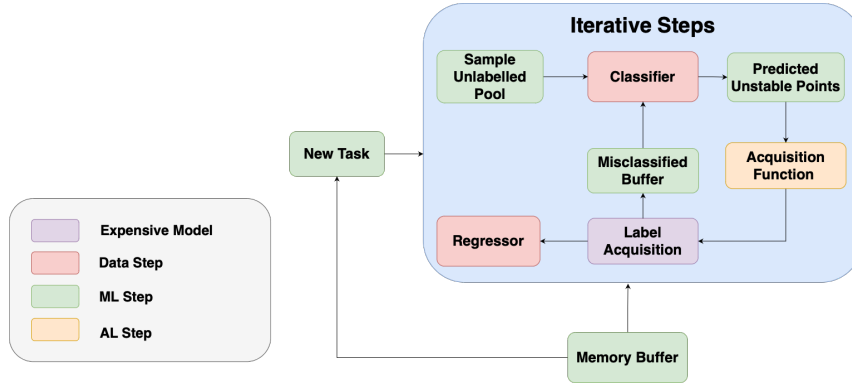 Iterative Steps
Sample
Unlabelled
Pool
Classifier
Predicted
Unstable Points
New Task
Misclassified
Buffer
Acquisition
Function
Regressor
Label
Acquisition
Expensive Model
Data Step
ML Step
AL Step
Memory Buffer